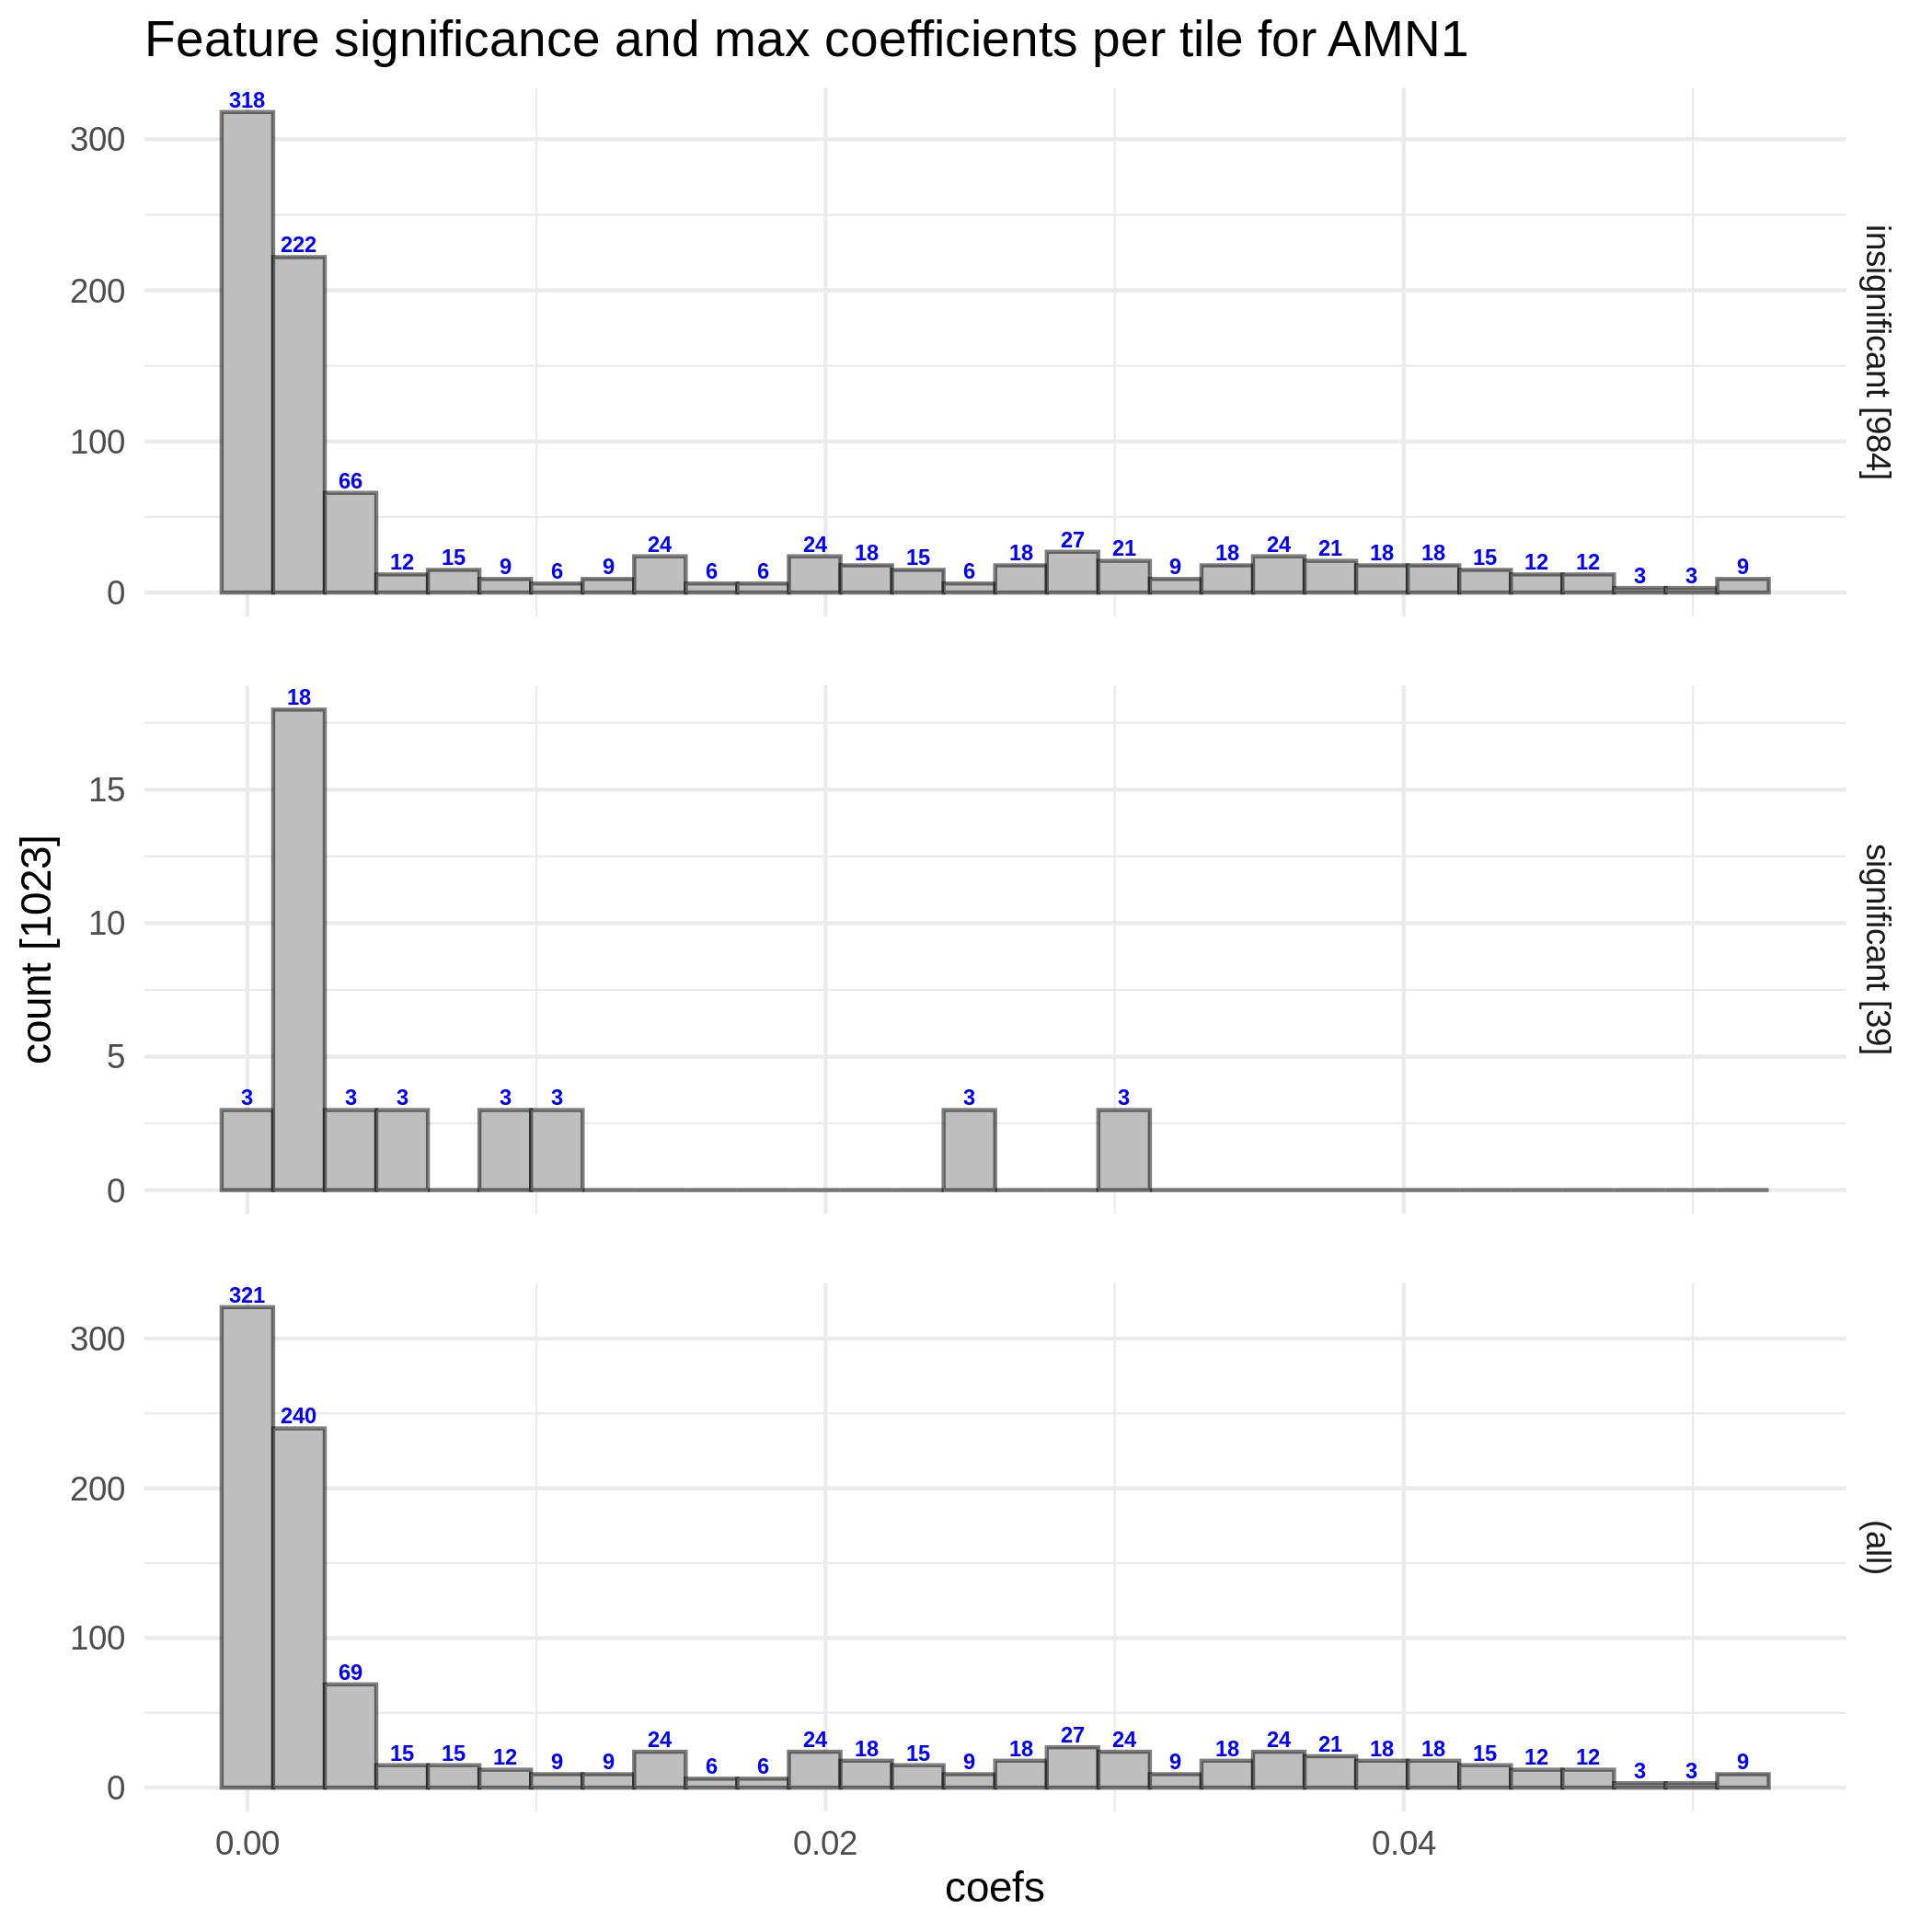 Feature significance and max coefficients per tile for AMN1
318
222
66
12 15 9 6 9 24 6 6 24 18 15 6 18 27 21 9 18 24 21 18 18 15 12 12 3 3 9
300
200
100
0
insignificant [984]
18
3 3 3 3 3 3 3
15
10
5
0
significant [39]
count [1023]
321
240
69
15 15 12 9 9 24 6 6 24 18 15 9 18 27 24 9 18 24 21 18 18 15 12 12 3 3 9
300
200
100
0
(all)
0.00 0.02 0.04
coefs